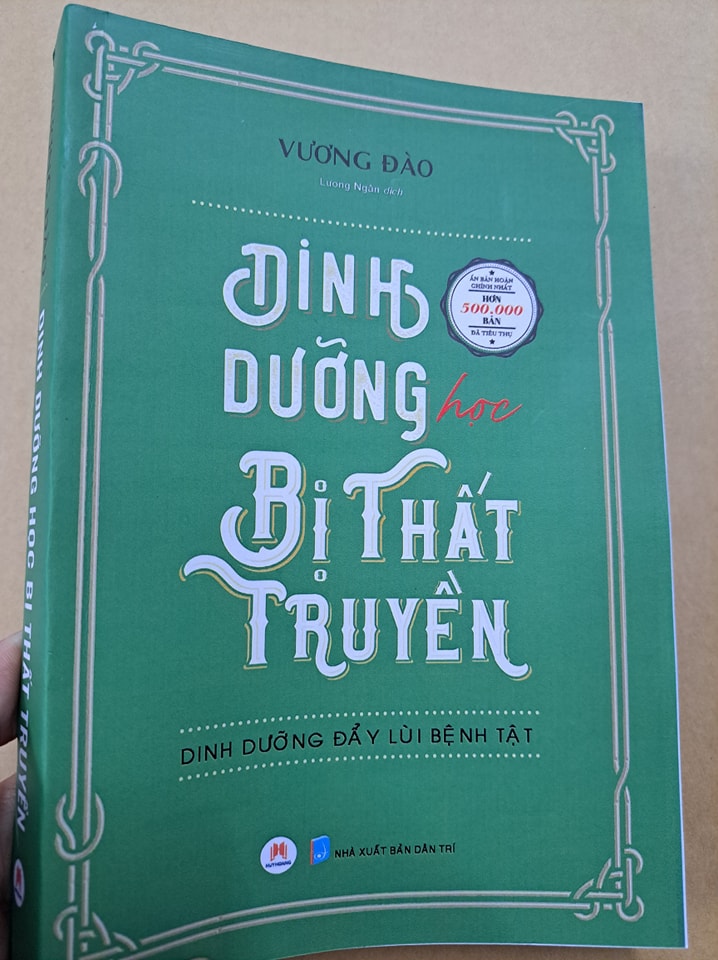 VƯƠNG ĐÀO
Lương Ngân dịch
DINH
DƯỠNG học
BỊ THẤT
TRUYỀN
ẤN BẢN HOÀN
CHỈNH NHẤT
HƠN
500.000
BẢN
ĐÃ TIÊU THỤ
DINH DƯỠNG ĐẨY LÙI BỆNH TẬT
HUYHOANG
NHÀ XUẤT BẢN DÂN TRÍ
DINH DƯỠNG HỌC BỊ THẤT TRUYỀN